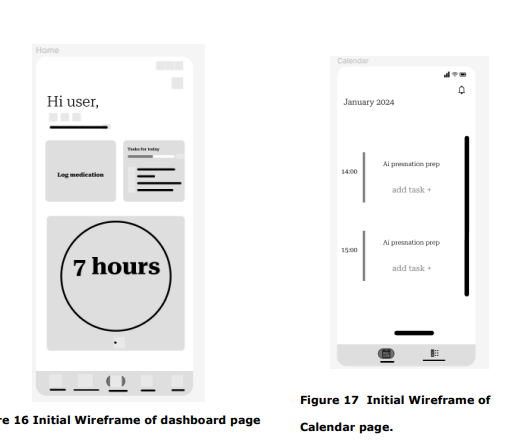 Home
Hi user,
Log medication
Tasks for today
7 hours
re 16 Initial Wireframe of dashboard page
Calendar
January 2024
14:00
Ai presnation prep
add task +
15:00
Ai presnation prep
add task +
Figure 17 Initial Wireframe of
Calendar page.